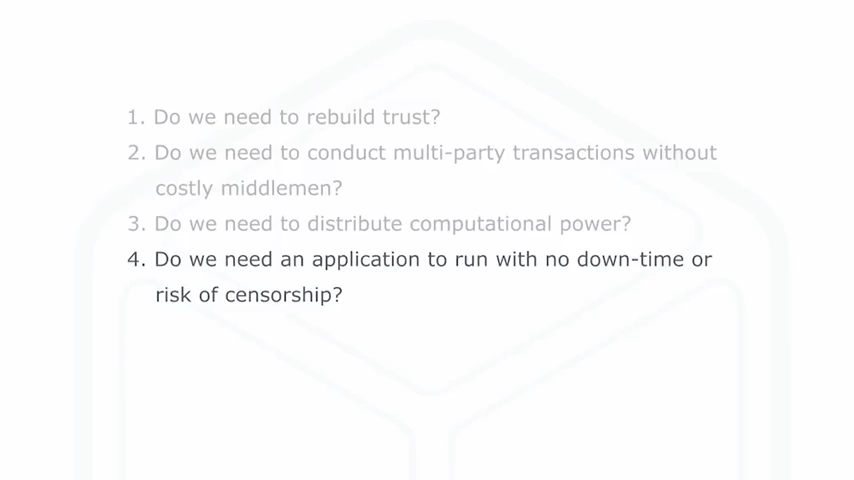 1. Do we need to rebuild trust?
2. Do we need to conduct multi-party transactions without
costly middlemen?
3. Do we need to distribute computational power?
4. Do we need an application to run with no down-time or
risk of censorship?